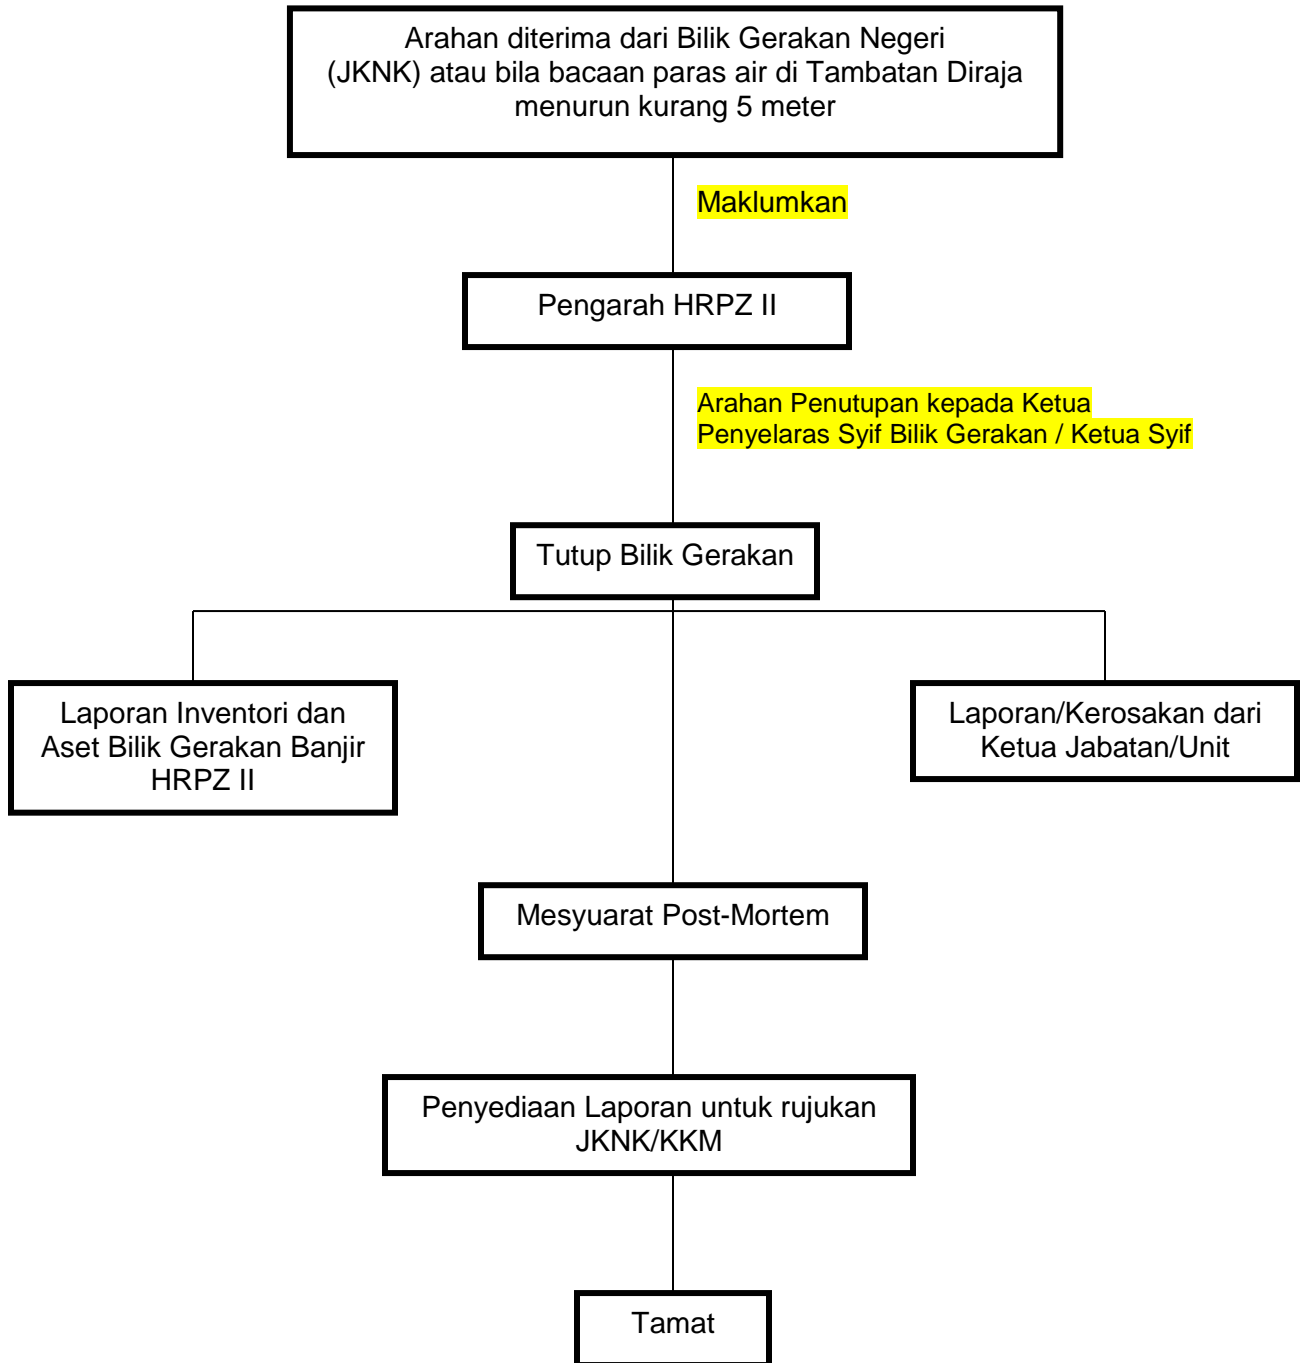 Arahan diterima dari Bilik Gerakan Negeri
(JKNK) atau bila bacaan paras air di Tambatan Diraja
menurun kurang 5 meter
Maklumkan
Pengarah HRPZ II
Arahan Penutupan kepada Ketua
Penyelaras Syif Bilik Gerakan / Ketua Syif
Tutup Bilik Gerakan
Laporan Inventori dan
Aset Bilik Gerakan Banjir
HRPZ II
Laporan/Kerosakan dari
Ketua Jabatan/Unit
Mesyuarat Post-Mortem
Penyediaan Laporan untuk rujukan
JKNK/KKM
Tamat